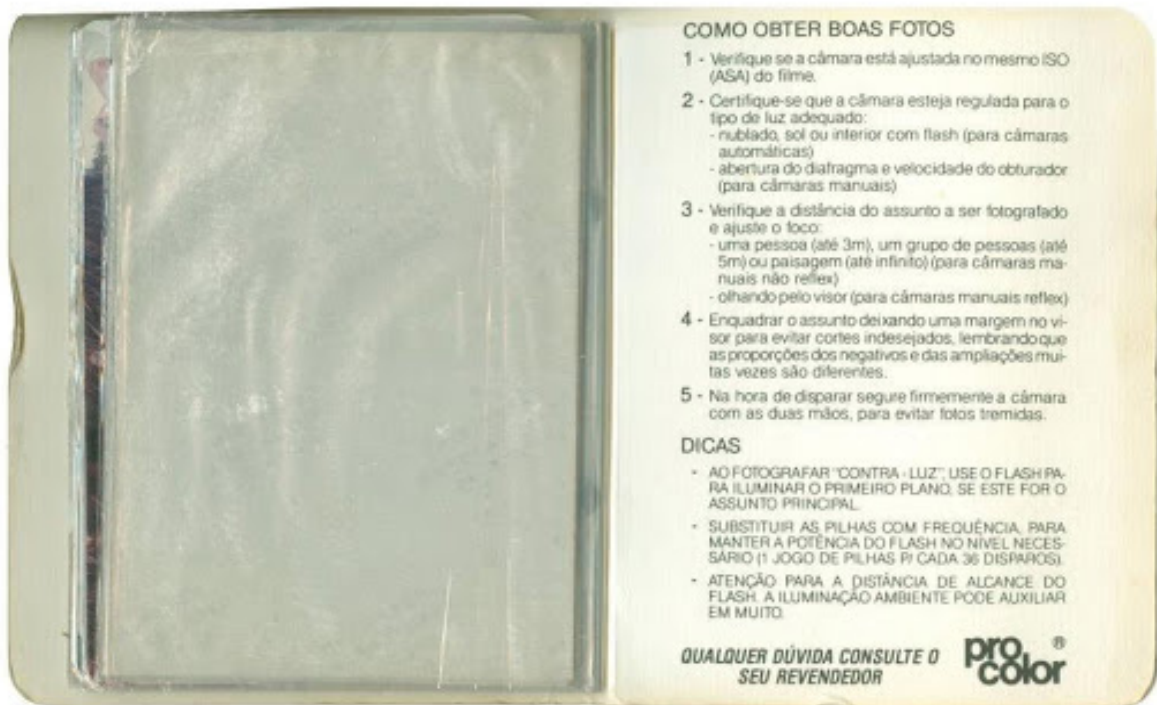 COMO OBTER BOAS FOTOS
1 - Verifique se a câmara está ajustada no mesmo ISO
(ASA) do filme.
2 - Certifique-se que a câmara esteja regulada para o
tipo de luz adequado:
- nublado, sol ou interior com flash (para câmaras
automáticas)
- abertura do diafragma e velocidade do obturador
(para câmaras manuais)
3 - Verifique a distância do assunto a ser fotografado
e ajuste o foco:
- uma pessoa (até 3m), um grupo de pessoas (até
5m) ou paisagem (até infinito) (para câmaras ma-
nuais não reflex)
- olhando pelo visor (para câmaras manuais reflex)
4 - Enquadrar o assunto deixando uma margem no vi-
sor para evitar cortes indesejados, lembrando que
as proporções dos negativos e das ampliações mui-
tas vezes são diferentes.
5 - Na hora de disparar segure firmemente a câmara
com as duas mãos, para evitar fotos tremidas.
DICAS
- AO FOTOGRAFAR "CONTRA - LUZ", USE O FLASH PA-
RA ILUMINAR O PRIMEIRO PLANO, SE ESTE FOR O
ASSUNTO PRINCIPAL.
- SUBSTITUIR AS PILHAS COM FREQUÊNCIA, PARA
MANTER A POTÊNCIA DO FLASH NO NÍVEL NECES-
SÁRIO (1 JOGO DE PILHAS P/ CADA 36 DISPAROS).
- ATENÇÃO PARA A DISTÂNCIA DE ALCANCE DO
FLASH. A ILUMINAÇÃO AMBIENTE PODE AUXILIAR
EM MUITO.
QUALQUER DÚVIDA CONSULTE O
SEU REVENDEDOR
pro
color ®